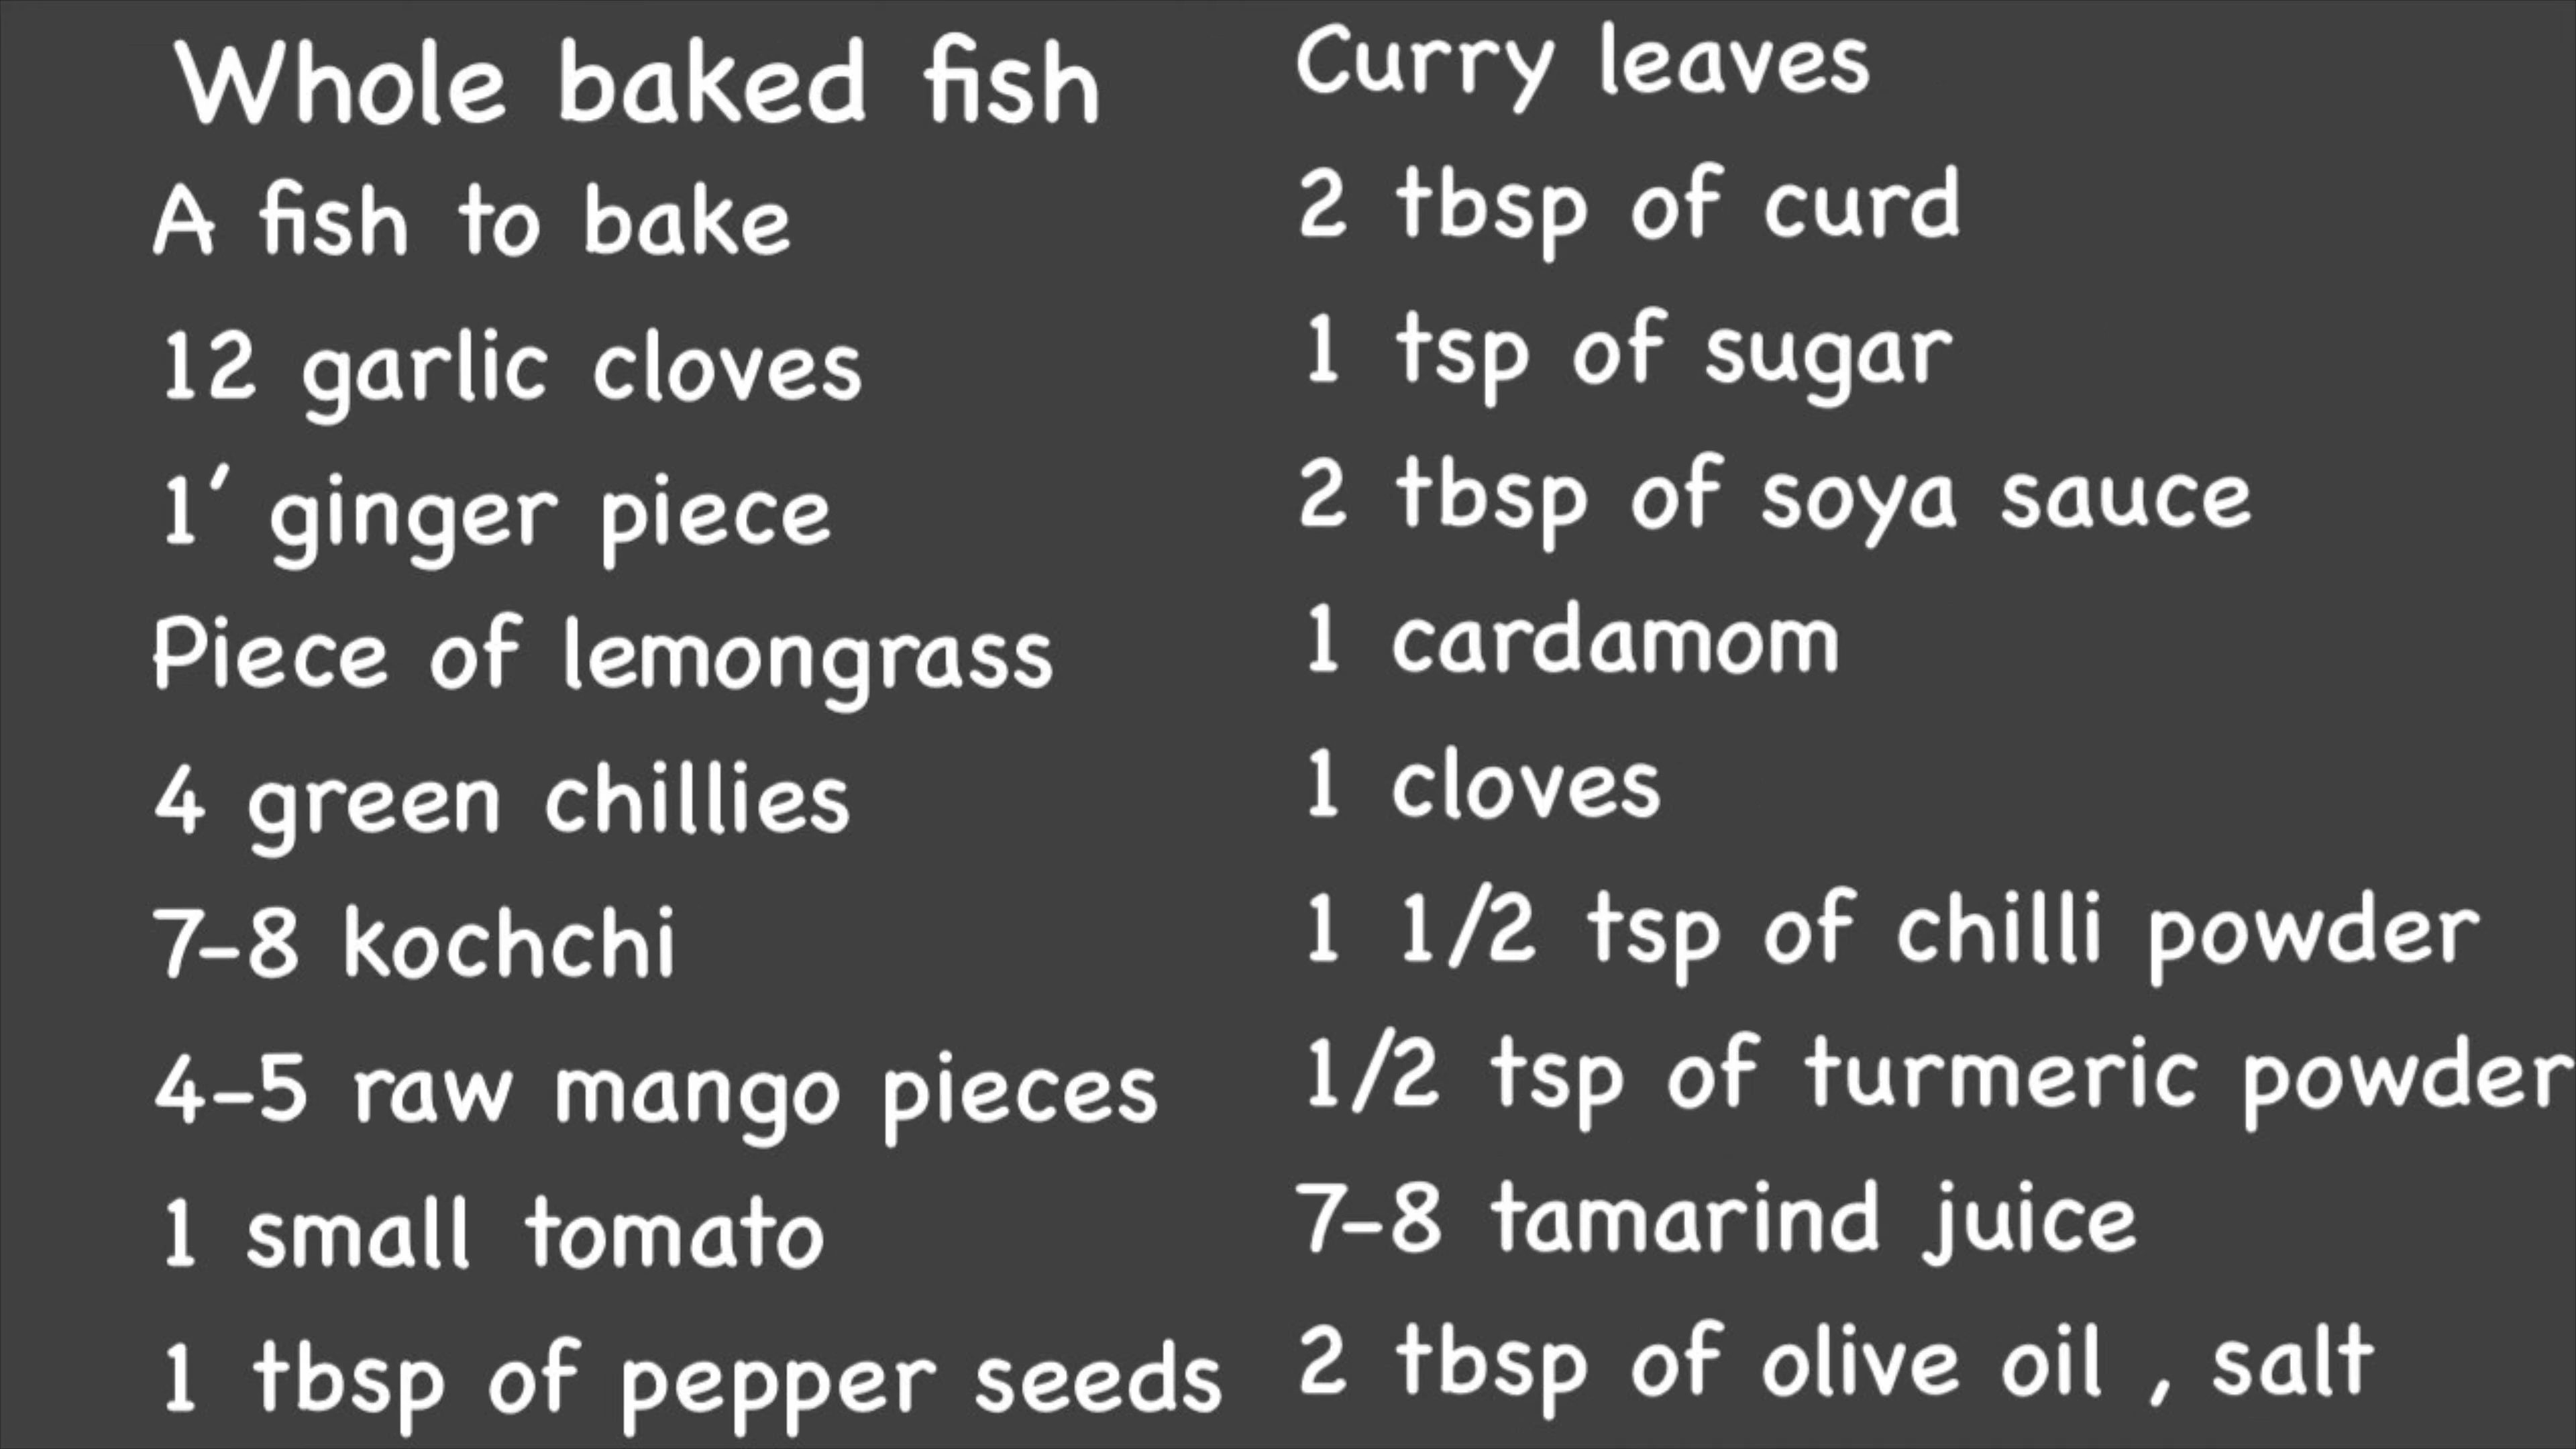 Whole baked fish
A fish to bake
12 garlic cloves
1′ ginger piece
Piece of lemongrass
4 green chillies
7-8 kochchi
4-5 raw mango pieces
1 small tomato
1 tbsp of pepper seeds
Curry leaves
2 tbsp of curd
1 tsp of sugar
2 tbsp of soya sauce
1 cardamom
1 cloves
1 1/2 tsp of chilli powder
1/2 tsp of turmeric powder
7-8 tamarind juice
2 tbsp of olive oil , salt